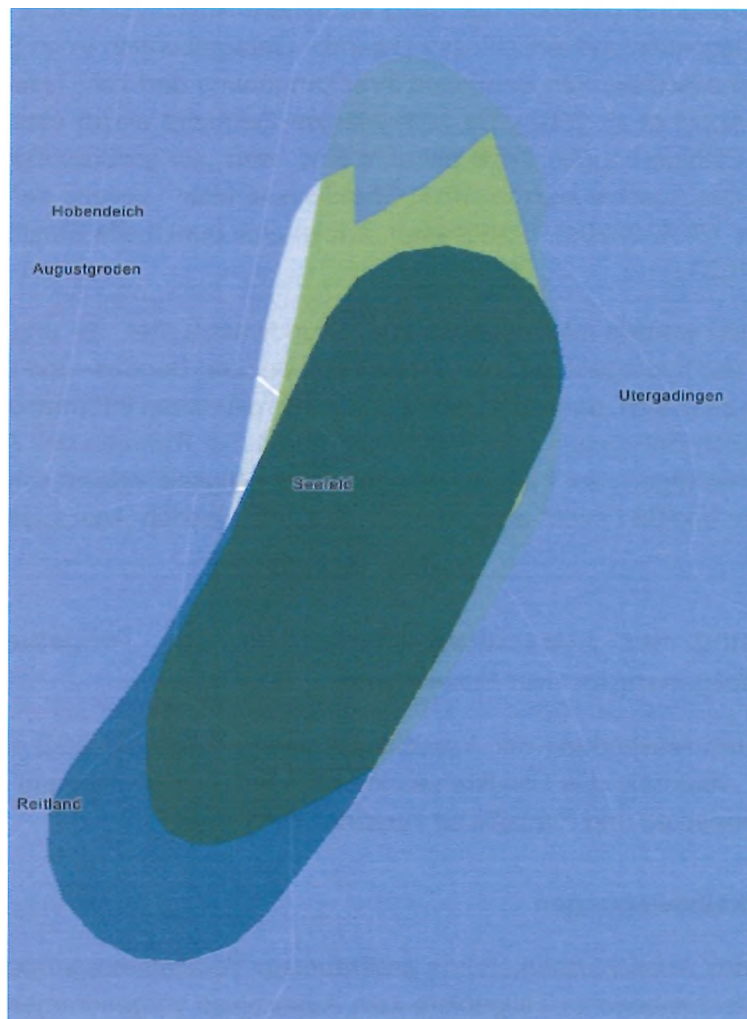 Hobendeich
Augustgroden
Utergadingen
Seefeld
Reitland